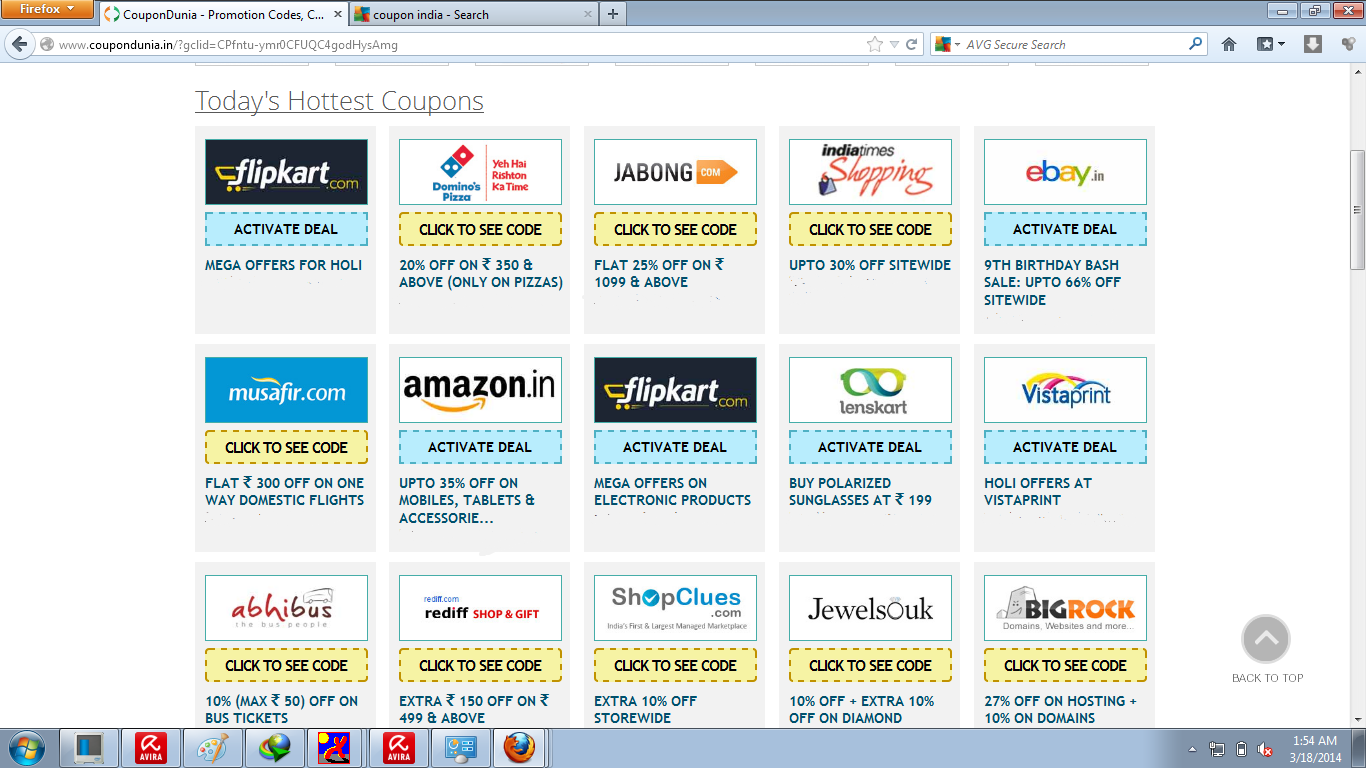 Firefox
CouponDunia - Promotion Codes, C...
coupon india - Search
www.coupondunia.in/?gclid=CPfntu-ymr0CFUQC4godHysAmg
AVG Secure Search
Today's Hottest Coupons
flipkart.com
Domino's Pizza
Yeh Hai
Rishton
Ka Time
JABONG COM
indiatimes
Shopping
ebay.in
ACTIVATE DEAL
CLICK TO SEE CODE
CLICK TO SEE CODE
CLICK TO SEE CODE
ACTIVATE DEAL
MEGA OFFERS FOR HOLI
20% OFF ON ₹ 350 &
ABOVE (ONLY ON PIZZAS)
FLAT 25% OFF ON ₹
1099 & ABOVE
UPTO 30% OFF SITEWIDE
9TH BIRTHDAY BASH
SALE: UPTO 66% OFF
SITEWIDE
musafir.com
amazon.in
flipkart.com
lenskart
Vistaprint
CLICK TO SEE CODE
ACTIVATE DEAL
ACTIVATE DEAL
ACTIVATE DEAL
ACTIVATE DEAL
FLAT ₹ 300 OFF ON ONE
WAY DOMESTIC FLIGHTS
UPTO 35% OFF ON
MOBILES, TABLETS &
ACCESSORIE...
MEGA OFFERS ON
ELECTRONIC PRODUCTS
BUY POLARIZED
SUNGLASSES AT ₹ 199
HOLI OFFERS AT
VISTAPRINT
abhibus
the bus people
rediff.com
rediff SHOP & GIFT
ShopClues
.com
India's First & Largest Managed Marketplace
JewelsOuk
BIGROCK
Domains, Websites and more...
CLICK TO SEE CODE
CLICK TO SEE CODE
CLICK TO SEE CODE
CLICK TO SEE CODE
CLICK TO SEE CODE
10% (MAX ₹ 50) OFF ON
BUS TICKETS
EXTRA ₹ 150 OFF ON ₹
499 & ABOVE
EXTRA 10% OFF
STOREWIDE
10% OFF + EXTRA 10%
OFF ON DIAMOND
27% OFF ON HOSTING +
10% ON DOMAINS
BACK TO TOP
AVIRA
AVIRA
1:54 AM
3/18/2014